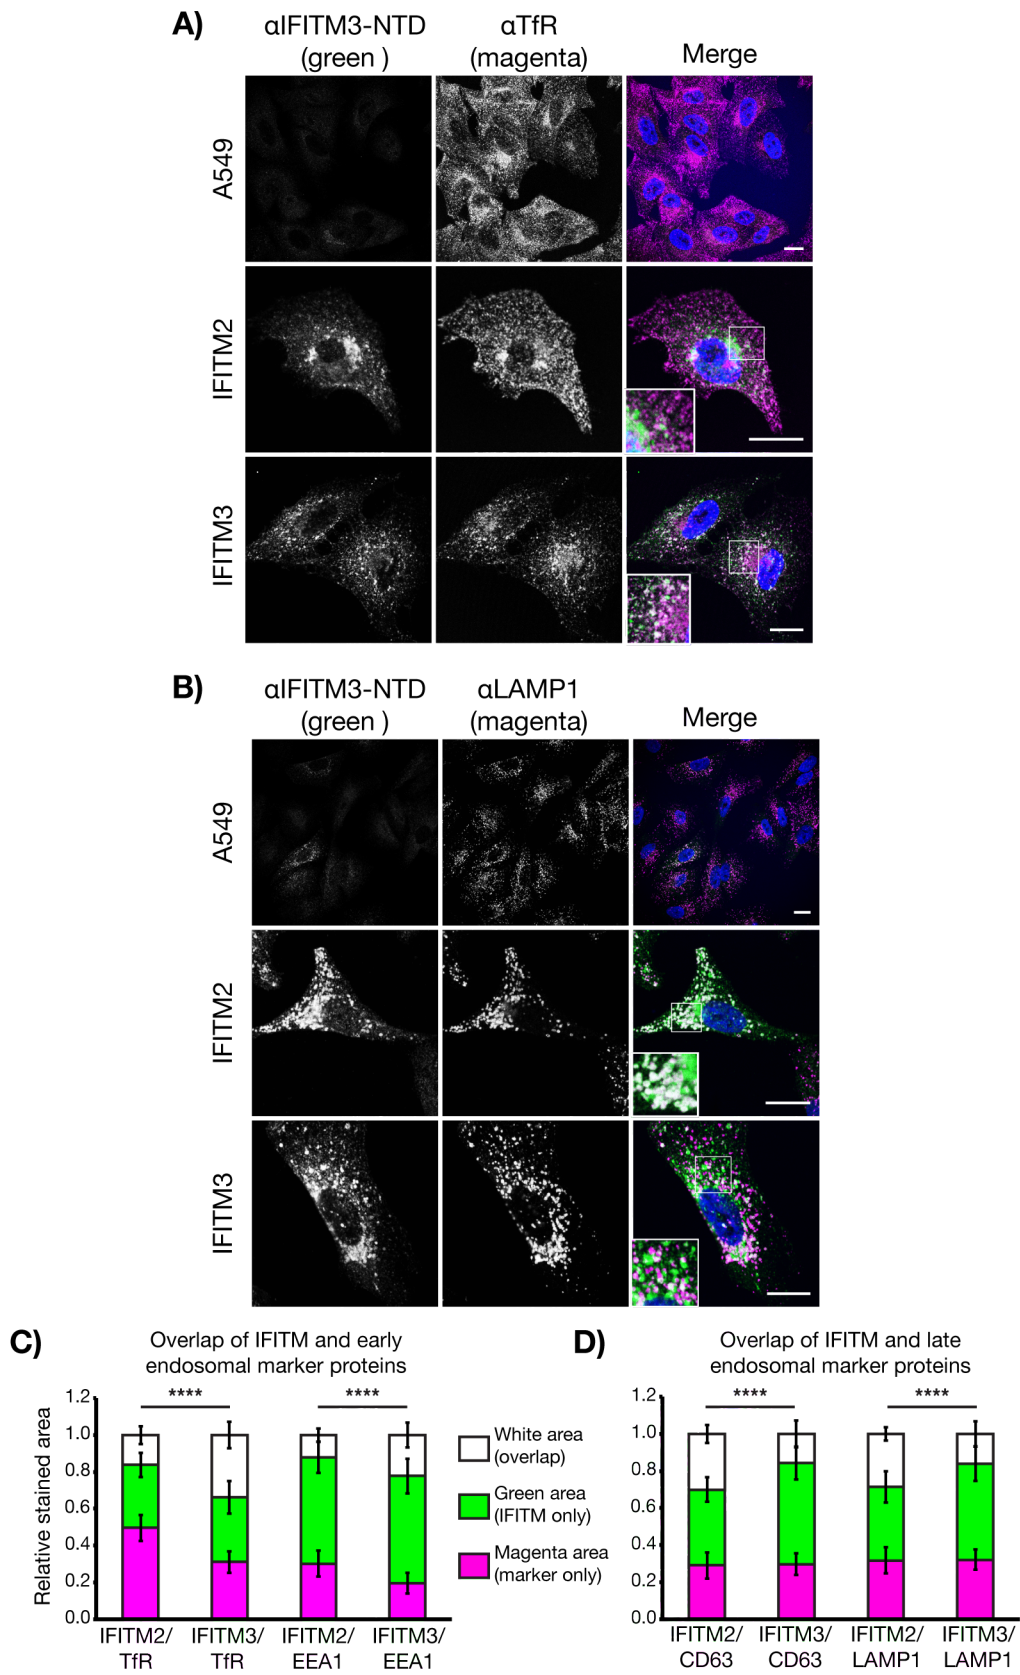 A)
αIFITM3-NTD
(green )
αTfR
(magenta)
Merge
A549
IFITM2
IFITM3
B)
αIFITM3-NTD
(green )
αLAMP1
(magenta)
Merge
A549
IFITM2
IFITM3
C)
Overlap of IFITM and early
endosomal marker proteins
Relative stained area
1.2
1.0
0.8
0.6
0.4
0.2
0.0
****
****
IFITM2/
TfR
IFITM3/
TfR
IFITM2/
EEA1
IFITM3/
EEA1
White area
(overlap)
Green area
(IFITM only)
Magenta area
(marker only)
D)
Overlap of IFITM and late
endosomal marker proteins
1.2
1.0
0.8
0.6
0.4
0.2
0.0
****
****
IFITM2/
CD63
IFITM3/
CD63
IFITM2/
LAMP1
IFITM3/
LAMP1